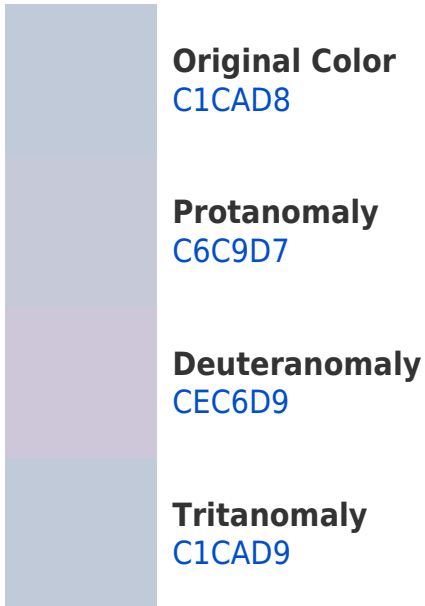 Original Color
C1CAD8
Protanomaly
C6C9D7
Deuteranomaly
CEC6D9
Tritanomaly
C1CAD9